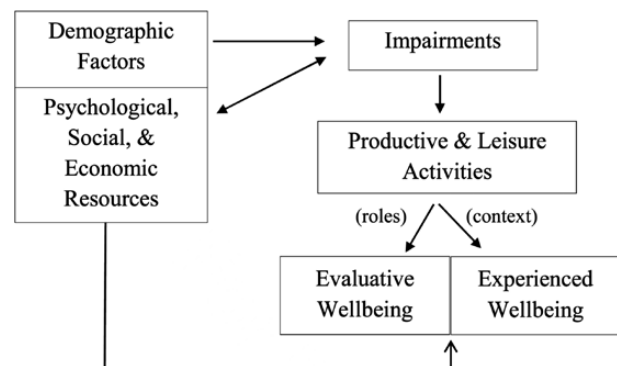 Demographic
Factors
Psychological,
Social, &
Economic
Resources
Impairments
Productive & Leisure
Activities
(roles) (context)
Evaluative
Wellbeing
Experienced
Wellbeing